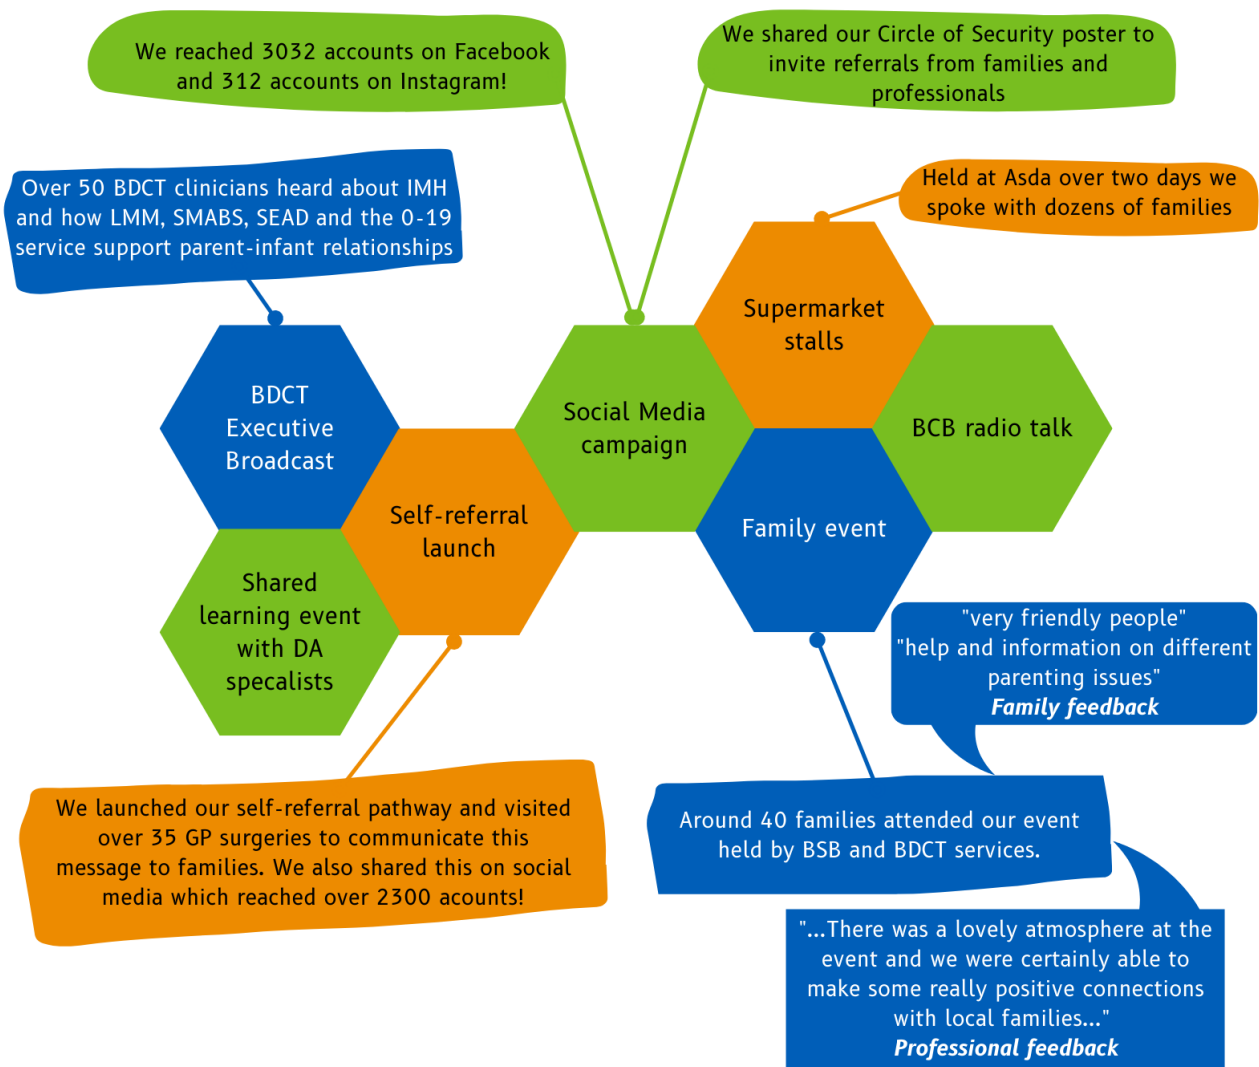 We reached 3032 accounts on Facebook
and 312 accounts on Instagram!
We shared our Circle of Security poster to
invite referrals from families and
professionals
Over 50 BDCT clinicians heard about IMH
and how LMM, SMABS, SEAD and the 0-19
service support parent-infant relationships
Held at Asda over two days we
spoke with dozens of families
Supermarket
stalls
BDCT
Executive
Broadcast
Social Media
campaign
BCB radio talk
Self-referral
launch
Family event
Shared
learning event
with DA
specalists
"very friendly people"
"help and information on different
parenting issues"
Family feedback
We launched our self-referral pathway and visited
over 35 GP surgeries to communicate this
message to families. We also shared this on social
media which reached over 2300 acounts!
Around 40 families attended our event
held by BSB and BDCT services.
"...There was a lovely atmosphere at the
event and we were certainly able to
make some really positive connections
with local families..."
Professional feedback